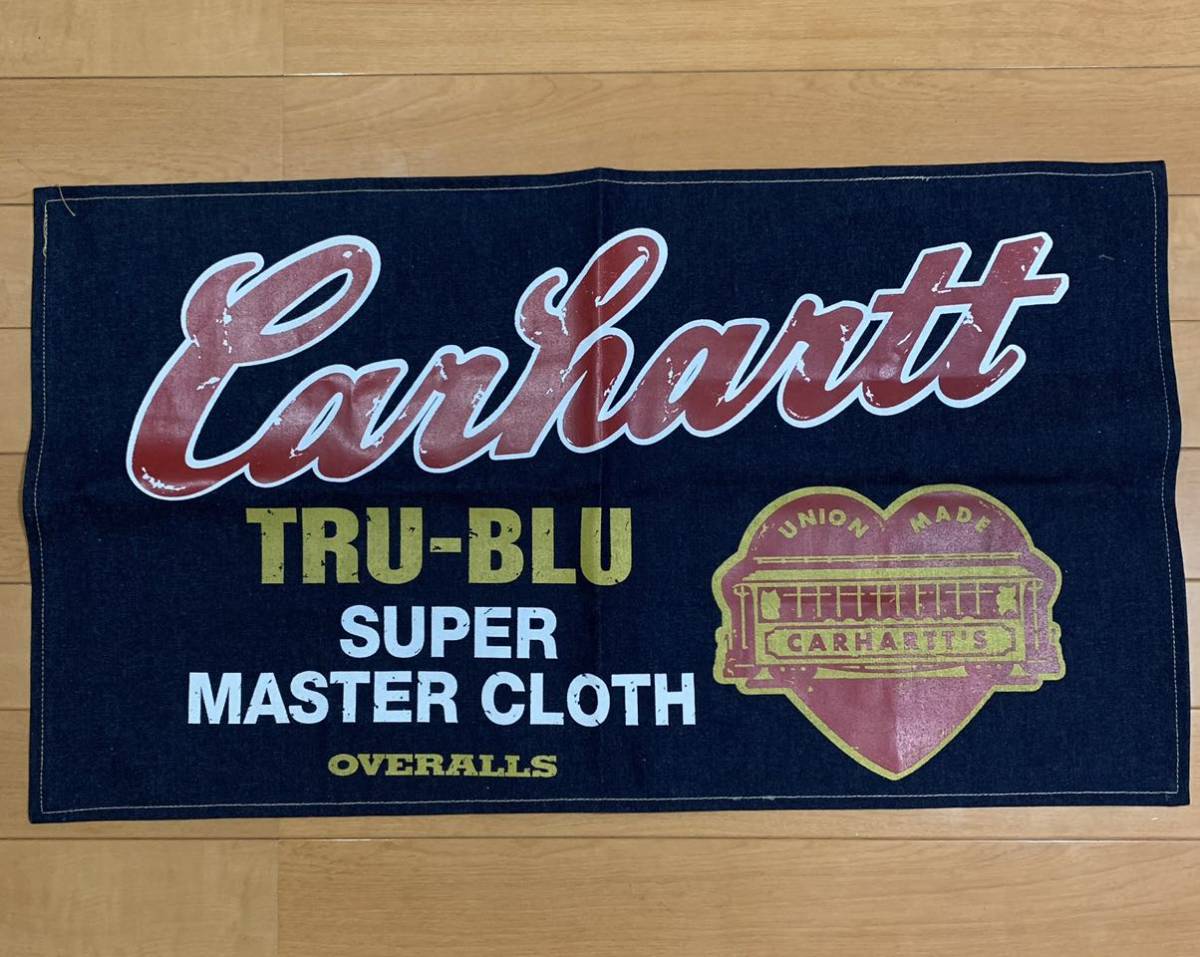 Carhartt
TRU-BLU
SUPER
MASTER CLOTH
OVERALLS
UNION MADE
CARHARTT'S